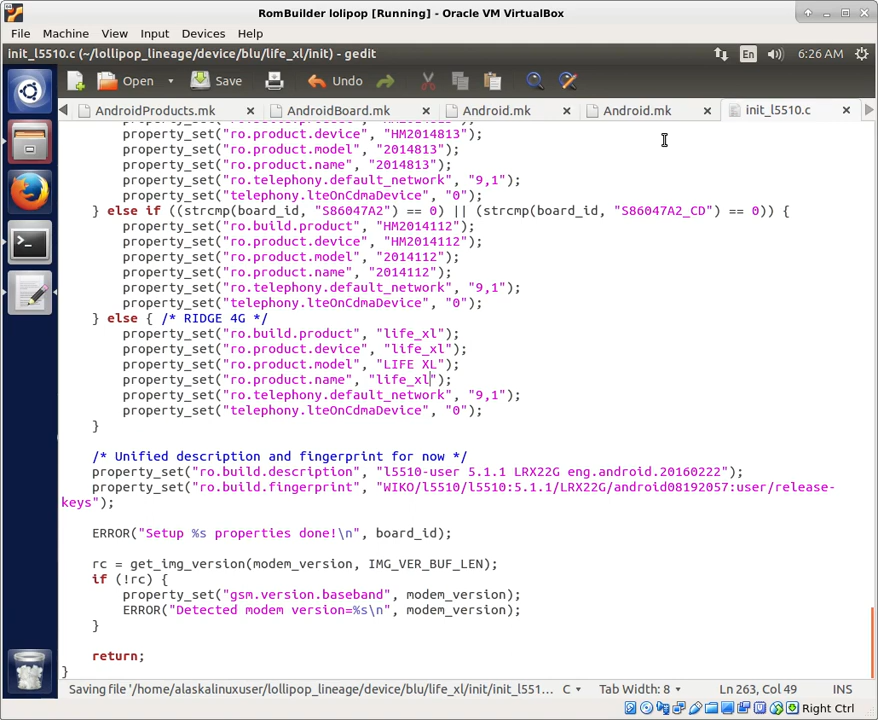 RomBuilder lolipop [Running] - Oracle VM VirtualBox
File Machine View Input Devices Help
init_l5510.c (~/lollipop_lineage/device/blu/life_xl/init) - gedit En 6:26 AM
Open Save Undo
AndroidProducts.mk AndroidBoard.mk Android.mk Android.mk init_l5510.c
property_set("ro.product.device", "HM2014813");
property_set("ro.product.model", "2014813");
property_set("ro.product.name", "2014813");
property_set("ro.telephony.default_network", "9,1");
property_set("telephony.lteOnCdmaDevice", "0");
} else if ((strcmp(board_id, "S86047A2") == 0) || (strcmp(board_id, "S86047A2_CD") == 0)) {
property_set("ro.build.product", "HM2014112");
property_set("ro.product.device", "HM2014112");
property_set("ro.product.model", "2014112");
property_set("ro.product.name", "2014112");
property_set("ro.telephony.default_network", "9,1");
property_set("telephony.lteOnCdmaDevice", "0");
} else { /* RIDGE 4G */
property_set("ro.build.product", "life_xl");
property_set("ro.product.device", "life_xl");
property_set("ro.product.model", "LIFE XL");
property_set("ro.product.name", "life_xl");
property_set("ro.telephony.default_network", "9,1");
property_set("telephony.lteOnCdmaDevice", "0");
}
/* Unified description and fingerprint for now */
property_set("ro.build.description", "l5510-user 5.1.1 LRX22G eng.android.20160222");
property_set("ro.build.fingerprint", "WIKO/l5510/l5510:5.1.1/LRX22G/android08192057:user/release-
keys");
ERROR("Setup %s properties done!\n", board_id);
rc = get_img_version(modem_version, IMG_VER_BUF_LEN);
if (!rc) {
property_set("gsm.version.baseband", modem_version);
ERROR("Detected modem version=%s\n", modem_version);
}
return;
}
Saving file '/home/alaskalinuxuser/lollipop_lineage/device/blu/life_xl/init/init_l551... C Tab Width: 8 Ln 263, Col 49 INS
Right Ctrl